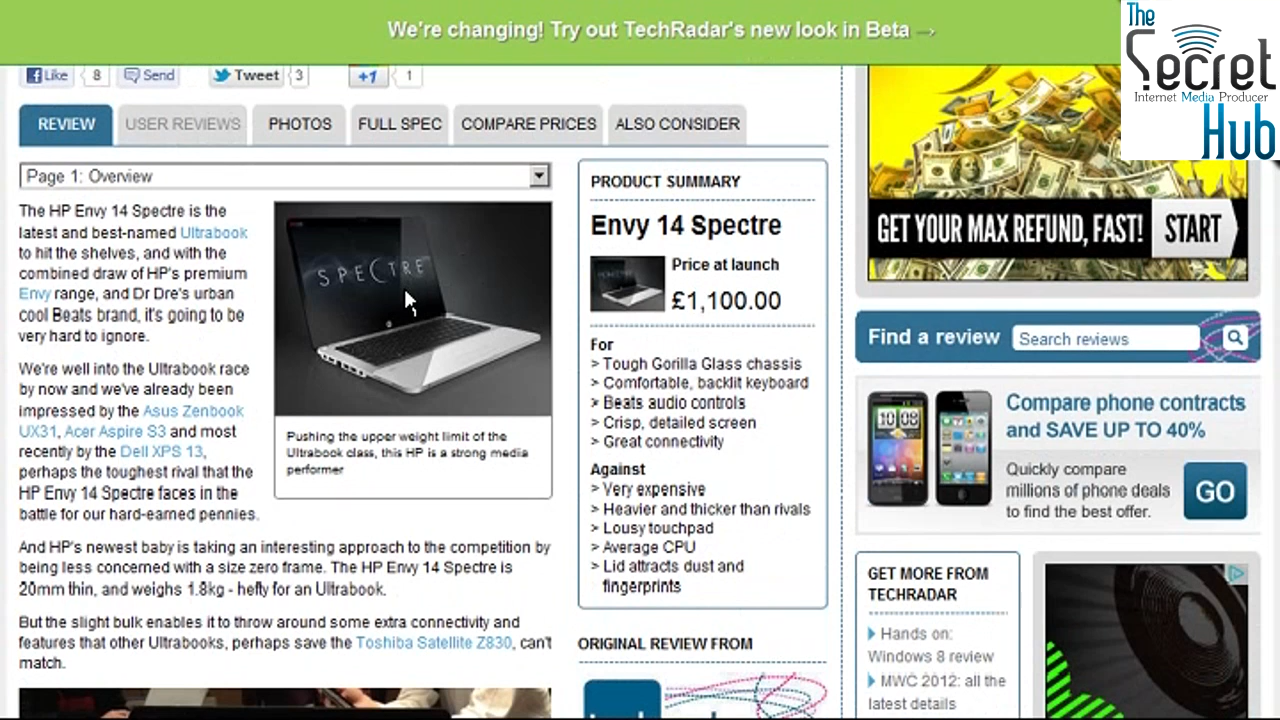 We're changing! Try out TechRadar's new look in Beta →
The
Secret
Internet Media Producer
Hub
Like 8 Send Tweet 3 +1 1
REVIEW USER REVIEWS PHOTOS FULL SPEC COMPARE PRICES ALSO CONSIDER
Page 1: Overview
The HP Envy 14 Spectre is the
latest and best-named Ultrabook
to hit the shelves, and with the
combined draw of HP's premium
Envy range, and Dr Dre's urban
cool Beats brand, it's going to be
very hard to ignore.
We're well into the Ultrabook race
by now and we've already been
impressed by the Asus Zenbook
UX31, Acer Aspire S3 and most
recently by the Dell XPS 13,
perhaps the toughest rival that the
HP Envy 14 Spectre faces in the
battle for our hard-earned pennies.
SPECTRE
Pushing the upper weight limit of the
Ultrabook class, this HP is a strong media
performer
And HP's newest baby is taking an interesting approach to the competition by
being less concerned with a size zero frame. The HP Envy 14 Spectre is
20mm thin, and weighs 1.8kg - hefty for an Ultrabook.
But the slight bulk enables it to throw around some extra connectivity and
features that other Ultrabooks, perhaps save the Toshiba Satellite Z830, can't
match.
PRODUCT SUMMARY
Envy 14 Spectre
Price at launch
£1,100.00
For
> Tough Gorilla Glass chassis
> Comfortable, backlit keyboard
> Beats audio controls
> Crisp, detailed screen
> Great connectivity
Against
> Very expensive
> Heavier and thicker than rivals
> Lousy touchpad
> Average CPU
> Lid attracts dust and
fingerprints
ORIGINAL REVIEW FROM
GET YOUR MAX REFUND, FAST! START
Find a review Search reviews
Compare phone contracts
and SAVE UP TO 40%
Quickly compare
millions of phone deals
to find the best offer.
GO
GET MORE FROM
TECHRADAR
Hands on:
Windows 8 review
MWC 2012: all the
latest details